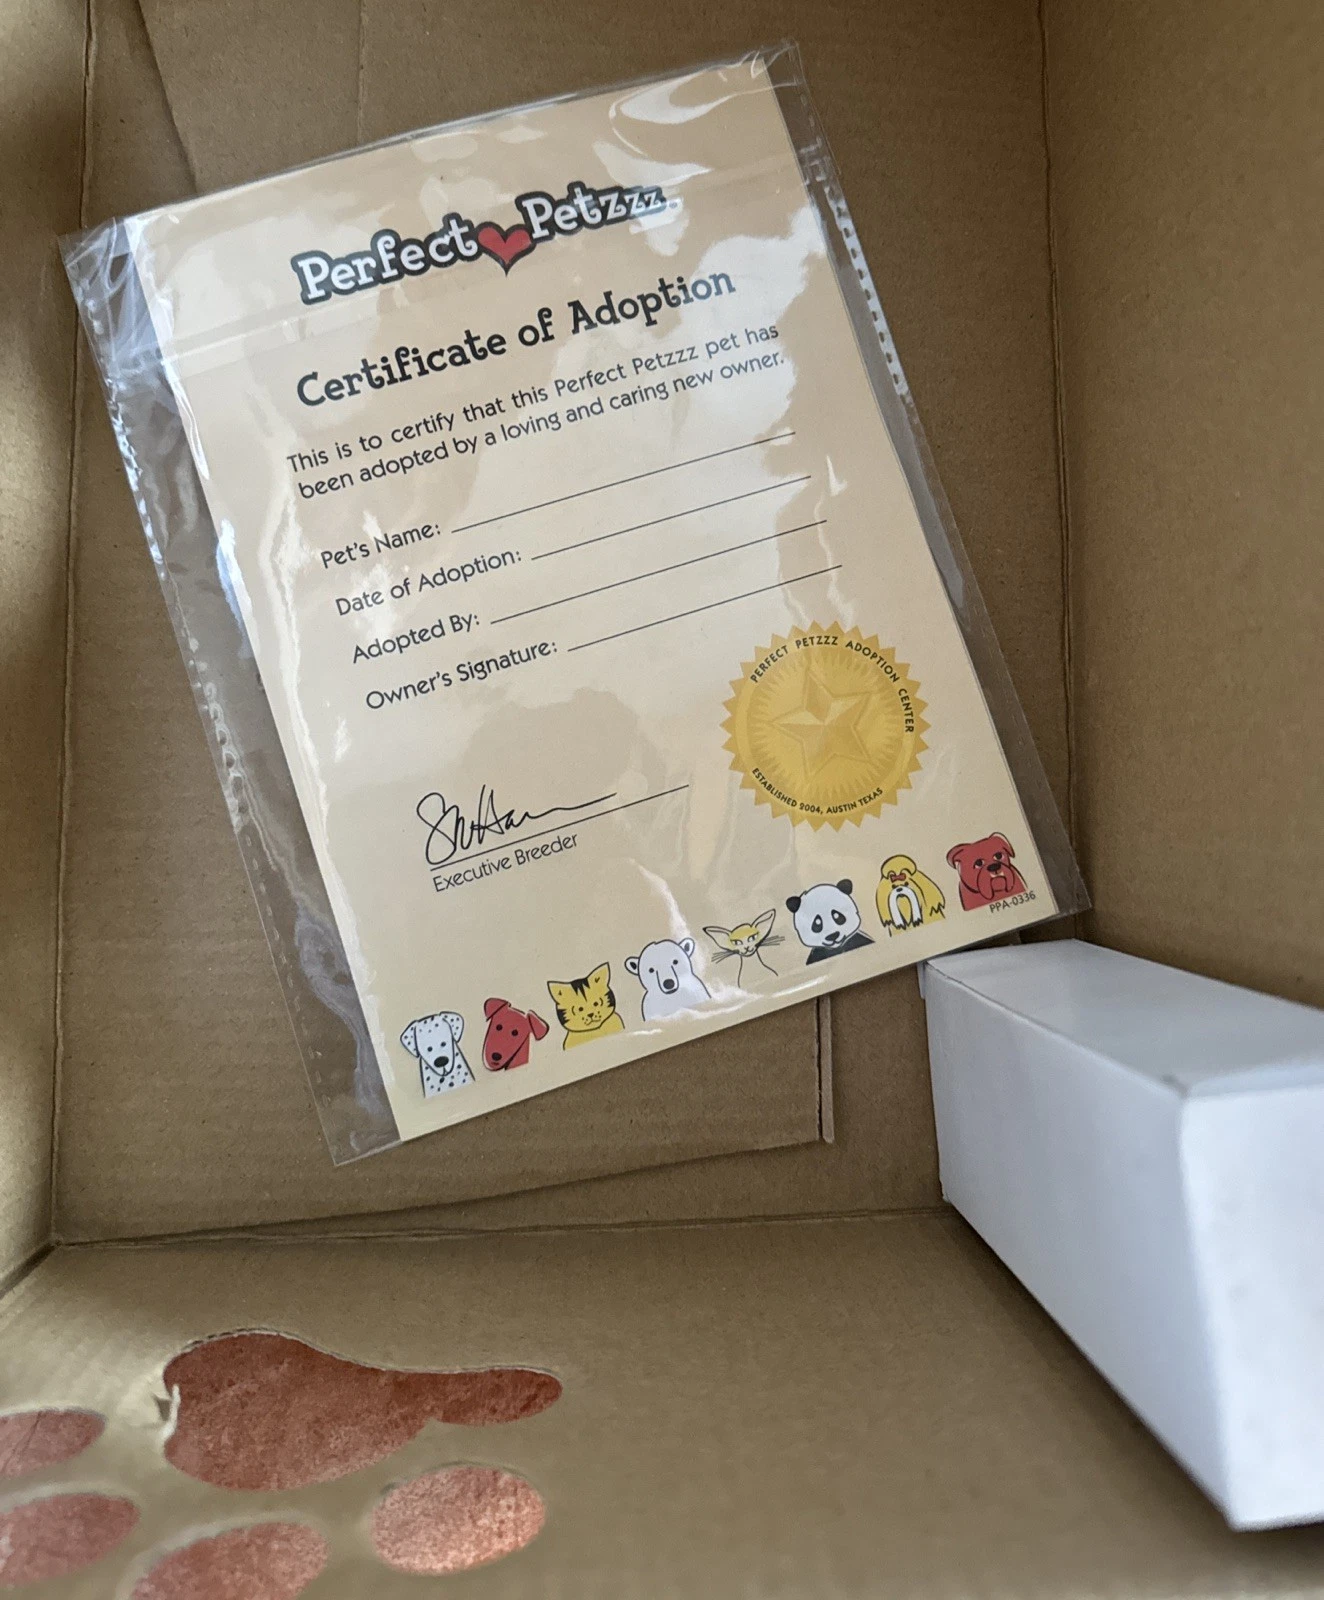 Perfect Petzzz
Certificate of Adoption
This is to certify that this Perfect Petzzz pet has
been adopted by a loving and caring new owner.
Pet's Name:
Date of Adoption:
Adopted By:
Owner's Signature:
PERFECT PETZZZ ADOPTION CENTER
ESTABLISHED 2004, AUSTIN TEXAS
Executive Breeder
PPA-0336